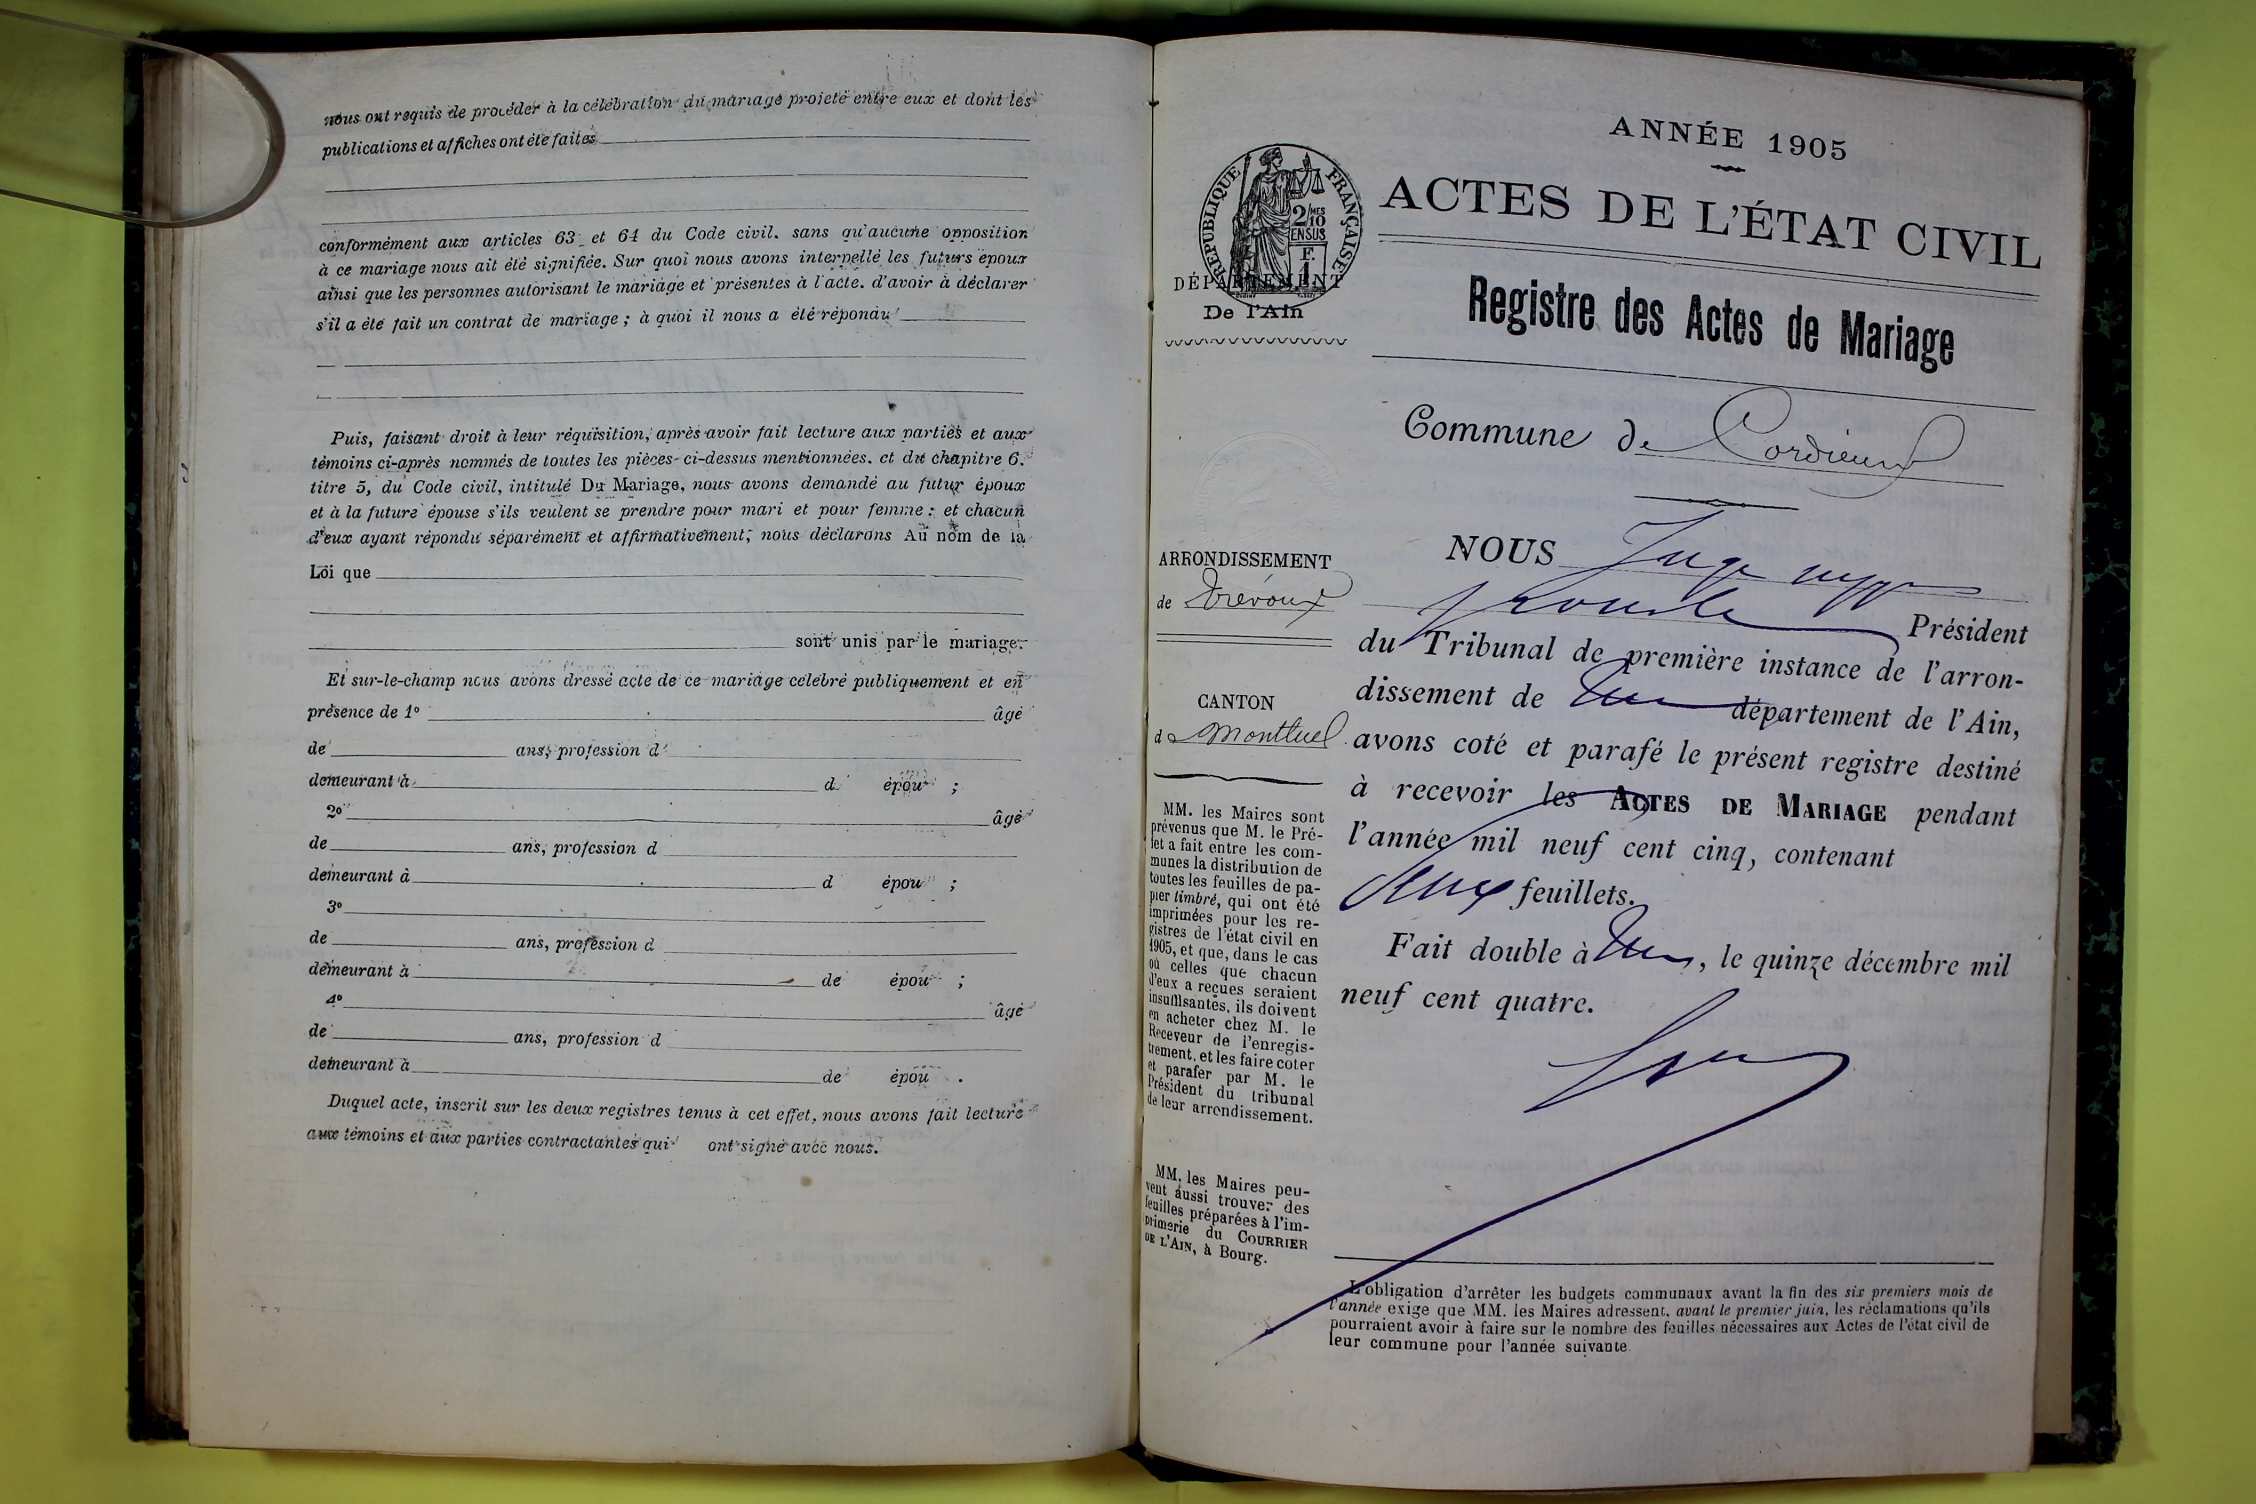 nous ont requis de procéder à la célébration du mariage projeté entre eux et dont les
publications et affiches ont été faites
conformément aux articles 63 et 64 du Code civil. sans qu'aucune opposition
à ce mariage nous ait été signifiée. Sur quoi nous avons interpellé les futurs époux
ainsi que les personnes autorisant le mariage et présentes à l'acte. d'avoir à déclarer
s'il a été fait un contrat de mariage ; à quoi il nous a été répondu
Puis, faisant droit à leur réquisition, après avoir fait lecture aux parties et aux
témoins ci-après nommés de toutes les pièces ci-dessus mentionnées. et du chapitre 6.
titre 5, du Code civil, intitulé Du Mariage, nous avons demandé au futur époux
et à la future épouse s'ils veulent se prendre pour mari et pour femme : et chacun
d'eux ayant répondu séparément et affirmativement, nous déclarons Au nom de la
Loi que
sont unis par le mariage.
Et sur-le-champ nous avons dressé acte de ce mariage célébré publiquement et en
présence de 1º âgé
de ans, profession d
demeurant à d épou ;
2º âgé
de ans, profession d
demeurant à d épou ;
3º
de ans, profession d
demeurant à de épou ;
4º âgé
de ans, profession d
demeurant à de épou .
Duquel acte, inscrit sur les deux registres tenus à cet effet, nous avons fait lecture
aux témoins et aux parties contractantes qui ont signé avec nous.
ANNÉE 1905
ACTES DE L'ÉTAT CIVIL
RÉPUBLIQUE FRANÇAISE
2/10MES
EN SUS
F.
1
DÉPARTEMENT
De l'Ain
Registre des Actes de Mariage
Commune de Cordieux
ARRONDISSEMENT
de Trévoux
CANTON
de Montluel
MM. les Maires sont
prévenus que M. le Pré-
fet a fait entre les com-
munes la distribution de
toutes les feuilles de pa-
pier timbré, qui ont été
imprimées pour les re-
gistres de l'état civil en
1905, et que, dans le cas
où celles que chacun
d'eux a reçues seraient
insuffisantes, ils doivent
en acheter chez M. le
Receveur de l'enregis-
trement, et les faire coter
et parafer par M. le
Président du tribunal
de leur arrondissement.
MM. les Maires peu-
vent aussi trouver des
feuilles préparées à l'im-
primerie du COURRIER
DE L'AIN, à Bourg.
NOUS Juge
Président
du Tribunal de première instance de l'arron-
dissement de département de l'Ain,
avons coté et parafé le présent registre destiné
à recevoir les ACTES DE MARIAGE pendant
l'année mil neuf cent cinq, contenant
deux feuillets.
Fait double à , le quinze décembre mil
neuf cent quatre.
L'obligation d'arrêter les budgets communaux avant la fin des six premiers mois de
l'année exige que MM. les Maires adressent, avant le premier juin, les réclamations qu'ils
pourraient avoir à faire sur le nombre des feuilles nécessaires aux Actes de l'état civil de
leur commune pour l'année suivante